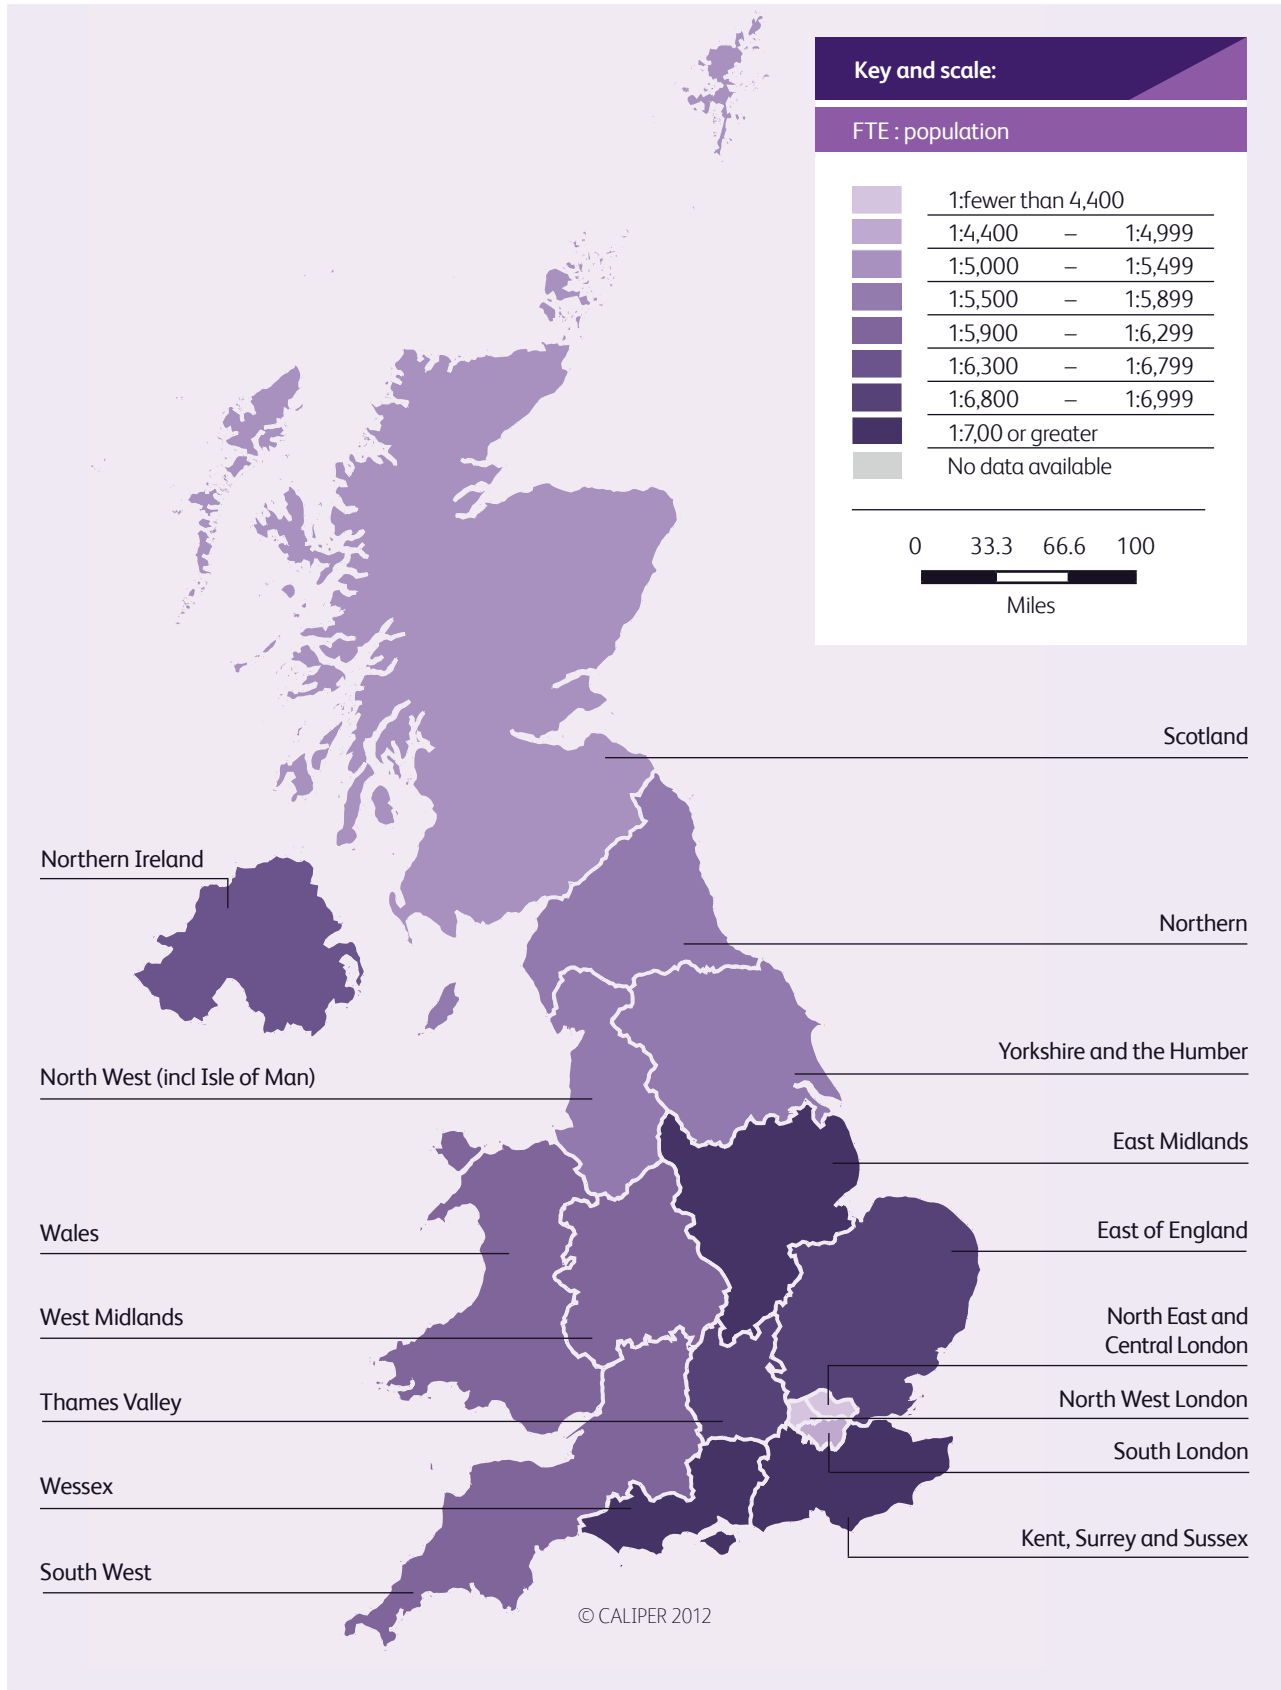 Key and scale:
FTE : population
1:fewer than 4,400
1:4,400 – 1:4,999
1:5,000 – 1:5,499
1:5,500 – 1:5,899
1:5,900 – 1:6,299
1:6,300 – 1:6,799
1:6,800 – 1:6,999
1:7,00 or greater
No data available
0 33.3 66.6 100
Miles
Scotland
Northern Ireland
Northern
Yorkshire and the Humber
North West (incl Isle of Man)
East Midlands
East of England
Wales
West Midlands
North East and
Central London
Thames Valley
North West London
South London
Wessex
Kent, Surrey and Sussex
South West
© CALIPER 2012